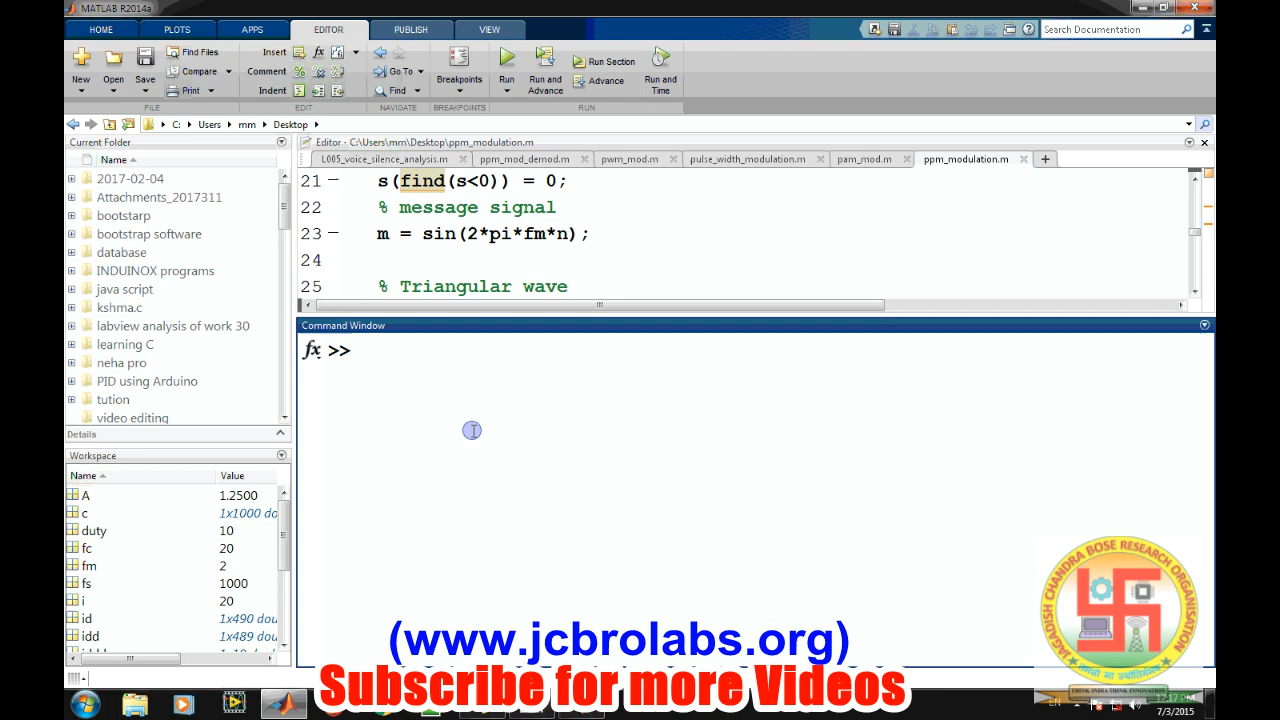 MATLAB R2014a
HOME PLOTS APPS EDITOR PUBLISH VIEW
Search Documentation
New Open Save Find Files Compare Print
Insert Comment Indent
Go To Find
Breakpoints
Run Run and Advance Run Section Advance Run and Time
FILE EDIT NAVIGATE BREAKPOINTS RUN
C: Users mm Desktop
Current Folder
Name
2017-02-04
Attachments_2017311
bootstarp
bootstrap software
database
INDUINOX programs
java script
kshma.c
labview analysis of work 30
learning C
neha pro
PID using Arduino
tution
video editing
Details
Workspace
Name Value
A 1.2500
c 1x1000 do
duty 10
fc 20
fm 2
fs 1000
i 20
id 1x490 dou
idd 1x489 dou
Editor - C:\Users\mm\Desktop\ppm_modulation.m
L005_voice_silence_analysis.m ppm_mod_demod.m pwm_mod.m pulse_width_modulation.m pam_mod.m ppm_modulation.m
21 s(find(s<0)) = 0;
22 % message signal
23 m = sin(2*pi*fm*n);
24
25 % Triangular wave
Command Window
fx >>
JAGADISH CHANDRA BOSE RESEARCH ORGANISATION
THINK INDIA THINK INNOVATION
(www.jcbrolabs.org)
Subscribe for more Videos
EN
12:17 PM
7/3/2015